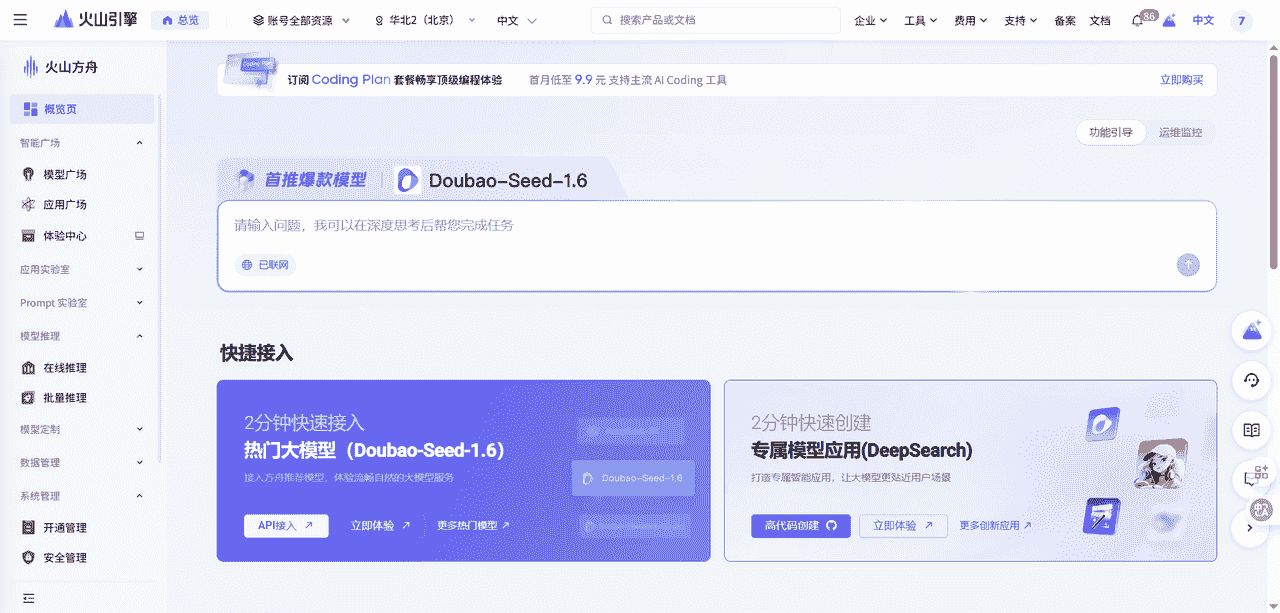 火山引擎
总览
账号全部资源
华北2（北京）
中文
搜索产品或文档
企业
工具
费用
支持
备案
文档
86
中文
7
火山方舟
概览页
智能广场
模型广场
应用广场
体验中心
应用实验室
Prompt 实验室
模型推理
在线推理
批量推理
模型定制
数据管理
系统管理
开通管理
安全管理
订阅 Coding Plan 套餐畅享顶级编程体验 首月低至 9.9 元 支持主流 AI Coding 工具
立即购买
功能引导
运维监控
首推爆款模型 | Doubao-Seed-1.6
请输入问题，我可以在深度思考后帮您完成任务
已联网
快捷接入
2分钟快速接入
热门大模型（Doubao-Seed-1.6）
接入方舟推荐模型，体验流畅自然的大模型服务
API接入
立即体验
更多热门模型
Doubao-Seed-1.6
2分钟快速创建
专属模型应用(DeepSearch)
打造专属智能应用，让大模型更贴近用户场景
高代码创建
立即体验
更多创新应用